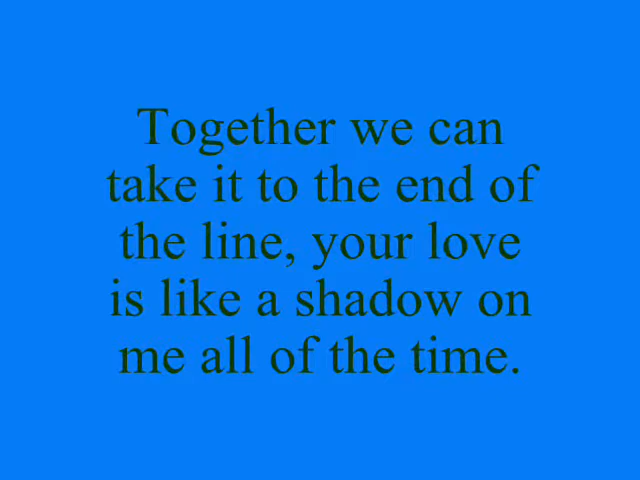 Together we can
take it to the end of
the line, your love
is like a shadow on
me all of the time.